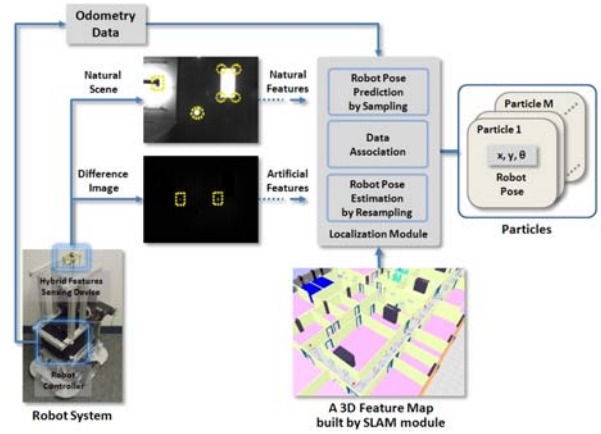 Odometry
Data
Natural
Scene
Natural
Features
Difference
Image
Artificial
Features
Robot Pose
Prediction
by Sampling
Data
Association
Robot Pose
Estimation
by Resampling
Localization Module
Particle M
Particle 1
x, y, θ
Robot
Pose
Particles
Hybrid Features
Sensing Device
Robot
Controller
Robot System
A 3D Feature Map
built by SLAM module